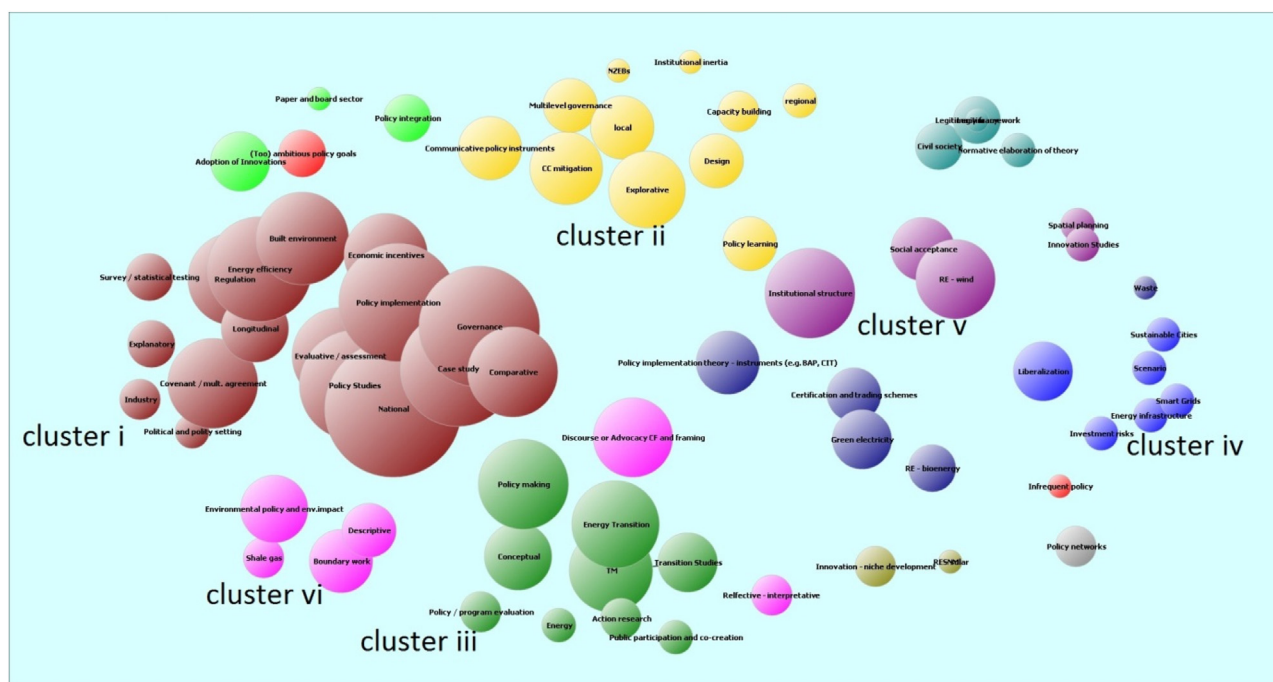 NZEBs
Institutional inertia
Paper and board sector
Multilevel governance
regional
Capacity building
Policy integration
local
Legitimacy
Civil society
Normative elaboration of theory
Communicative policy instruments
(Too) ambitious policy goals
Adoption of Innovations
CC mitigation
Design
Explorative
cluster ii
Spatial planning
Innovation Studies
Policy learning
Social acceptance
Built environment
Economic incentives
Energy efficiency
Survey / statistical testing
Regulation
RE - wind
Waste
Institutional structure
Policy implementation
cluster v
Governance
Longitudinal
Sustainable Cities
Explanatory
Evaluative / assessment
Policy implementation theory - instruments (e.g. BAP, CIT)
Case study
Scenario
Comparative
Liberalization
Covenant / mult. agreement
Policy Studies
Certification and trading schemes
Industry
National
Smart Grids
Energy infrastructure
Political and polity setting
Investment risks
cluster i
Discourse or Advocacy CF and framing
Green electricity
cluster iv
RE - bioenergy
Policy making
Infrequent policy
Environmental policy and env.impact
Energy Transition
Descriptive
Policy networks
Shale gas
Conceptual
Boundary work
Transition Studies
Innovation - niche development
TM
cluster vi
Relfective - interpretative
Policy / program evaluation
Action research
Energy
cluster iii
Public participation and co-creation